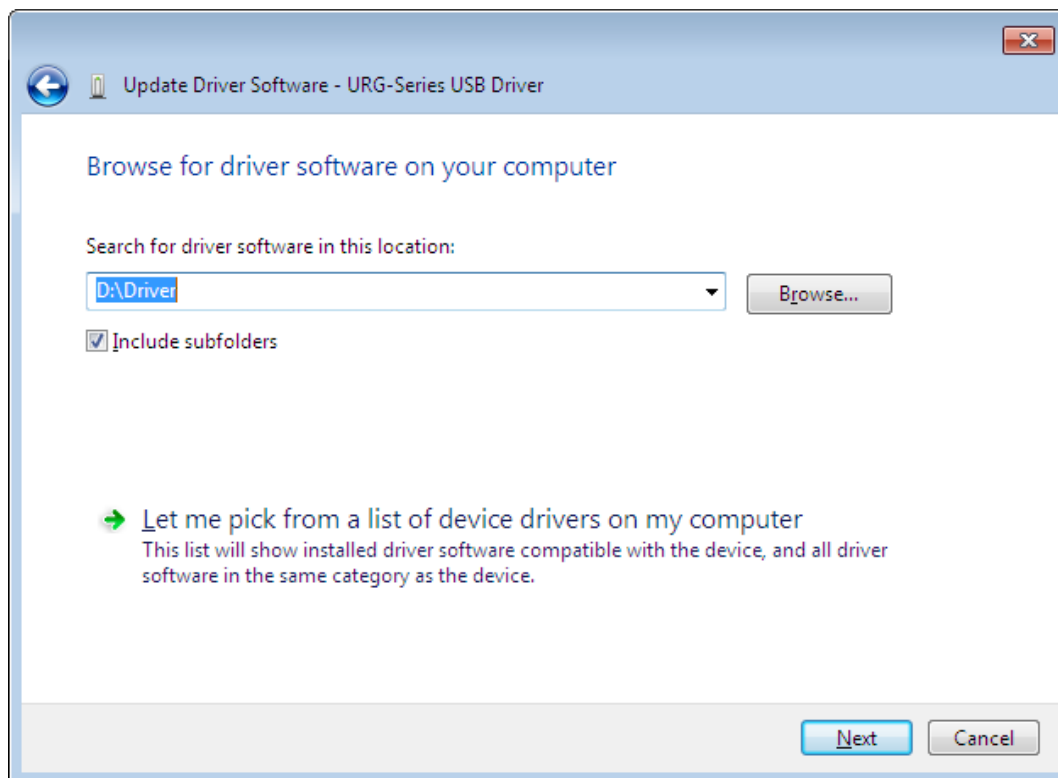 Update Driver Software - URG-Series USB Driver
Browse for driver software on your computer
Search for driver software in this location:
D:\Driver
Browse...
Include subfolders
Let me pick from a list of device drivers on my computer
This list will show installed driver software compatible with the device, and all driver
software in the same category as the device.
Next
Cancel